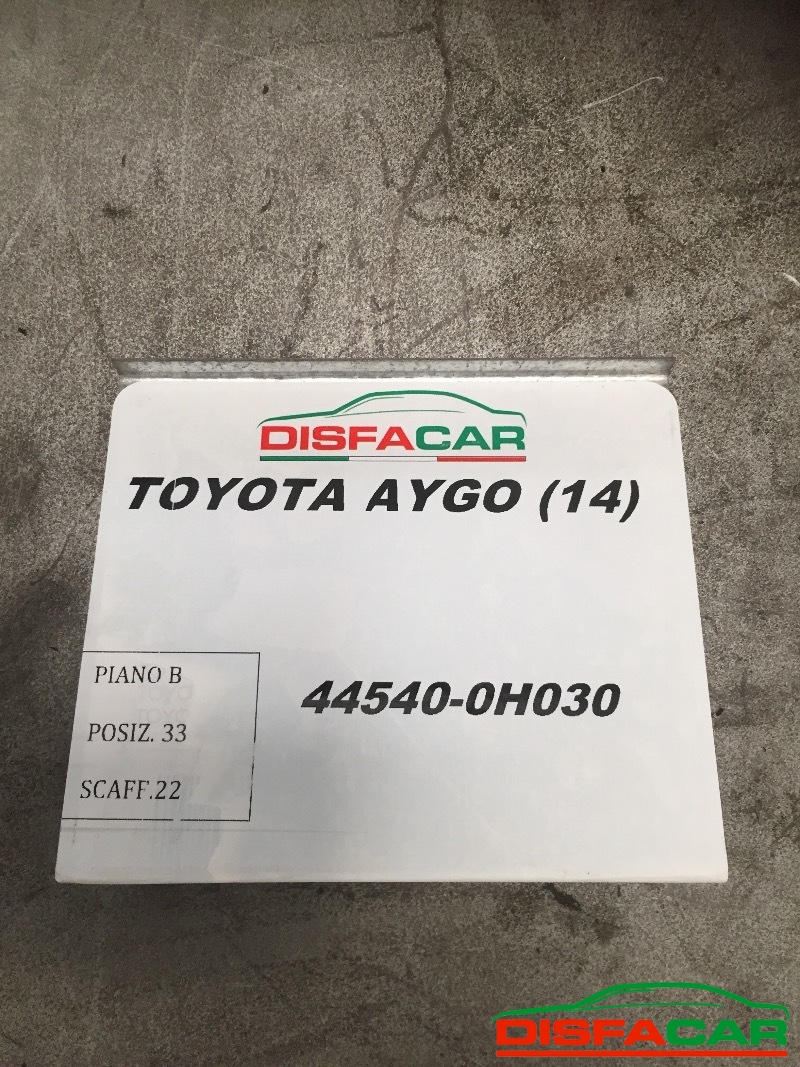 DISFACAR
TOYOTA AYGO (14)
PIANO B
44540-0H030
POSIZ. 33
SCAFF.22
DISFACAR